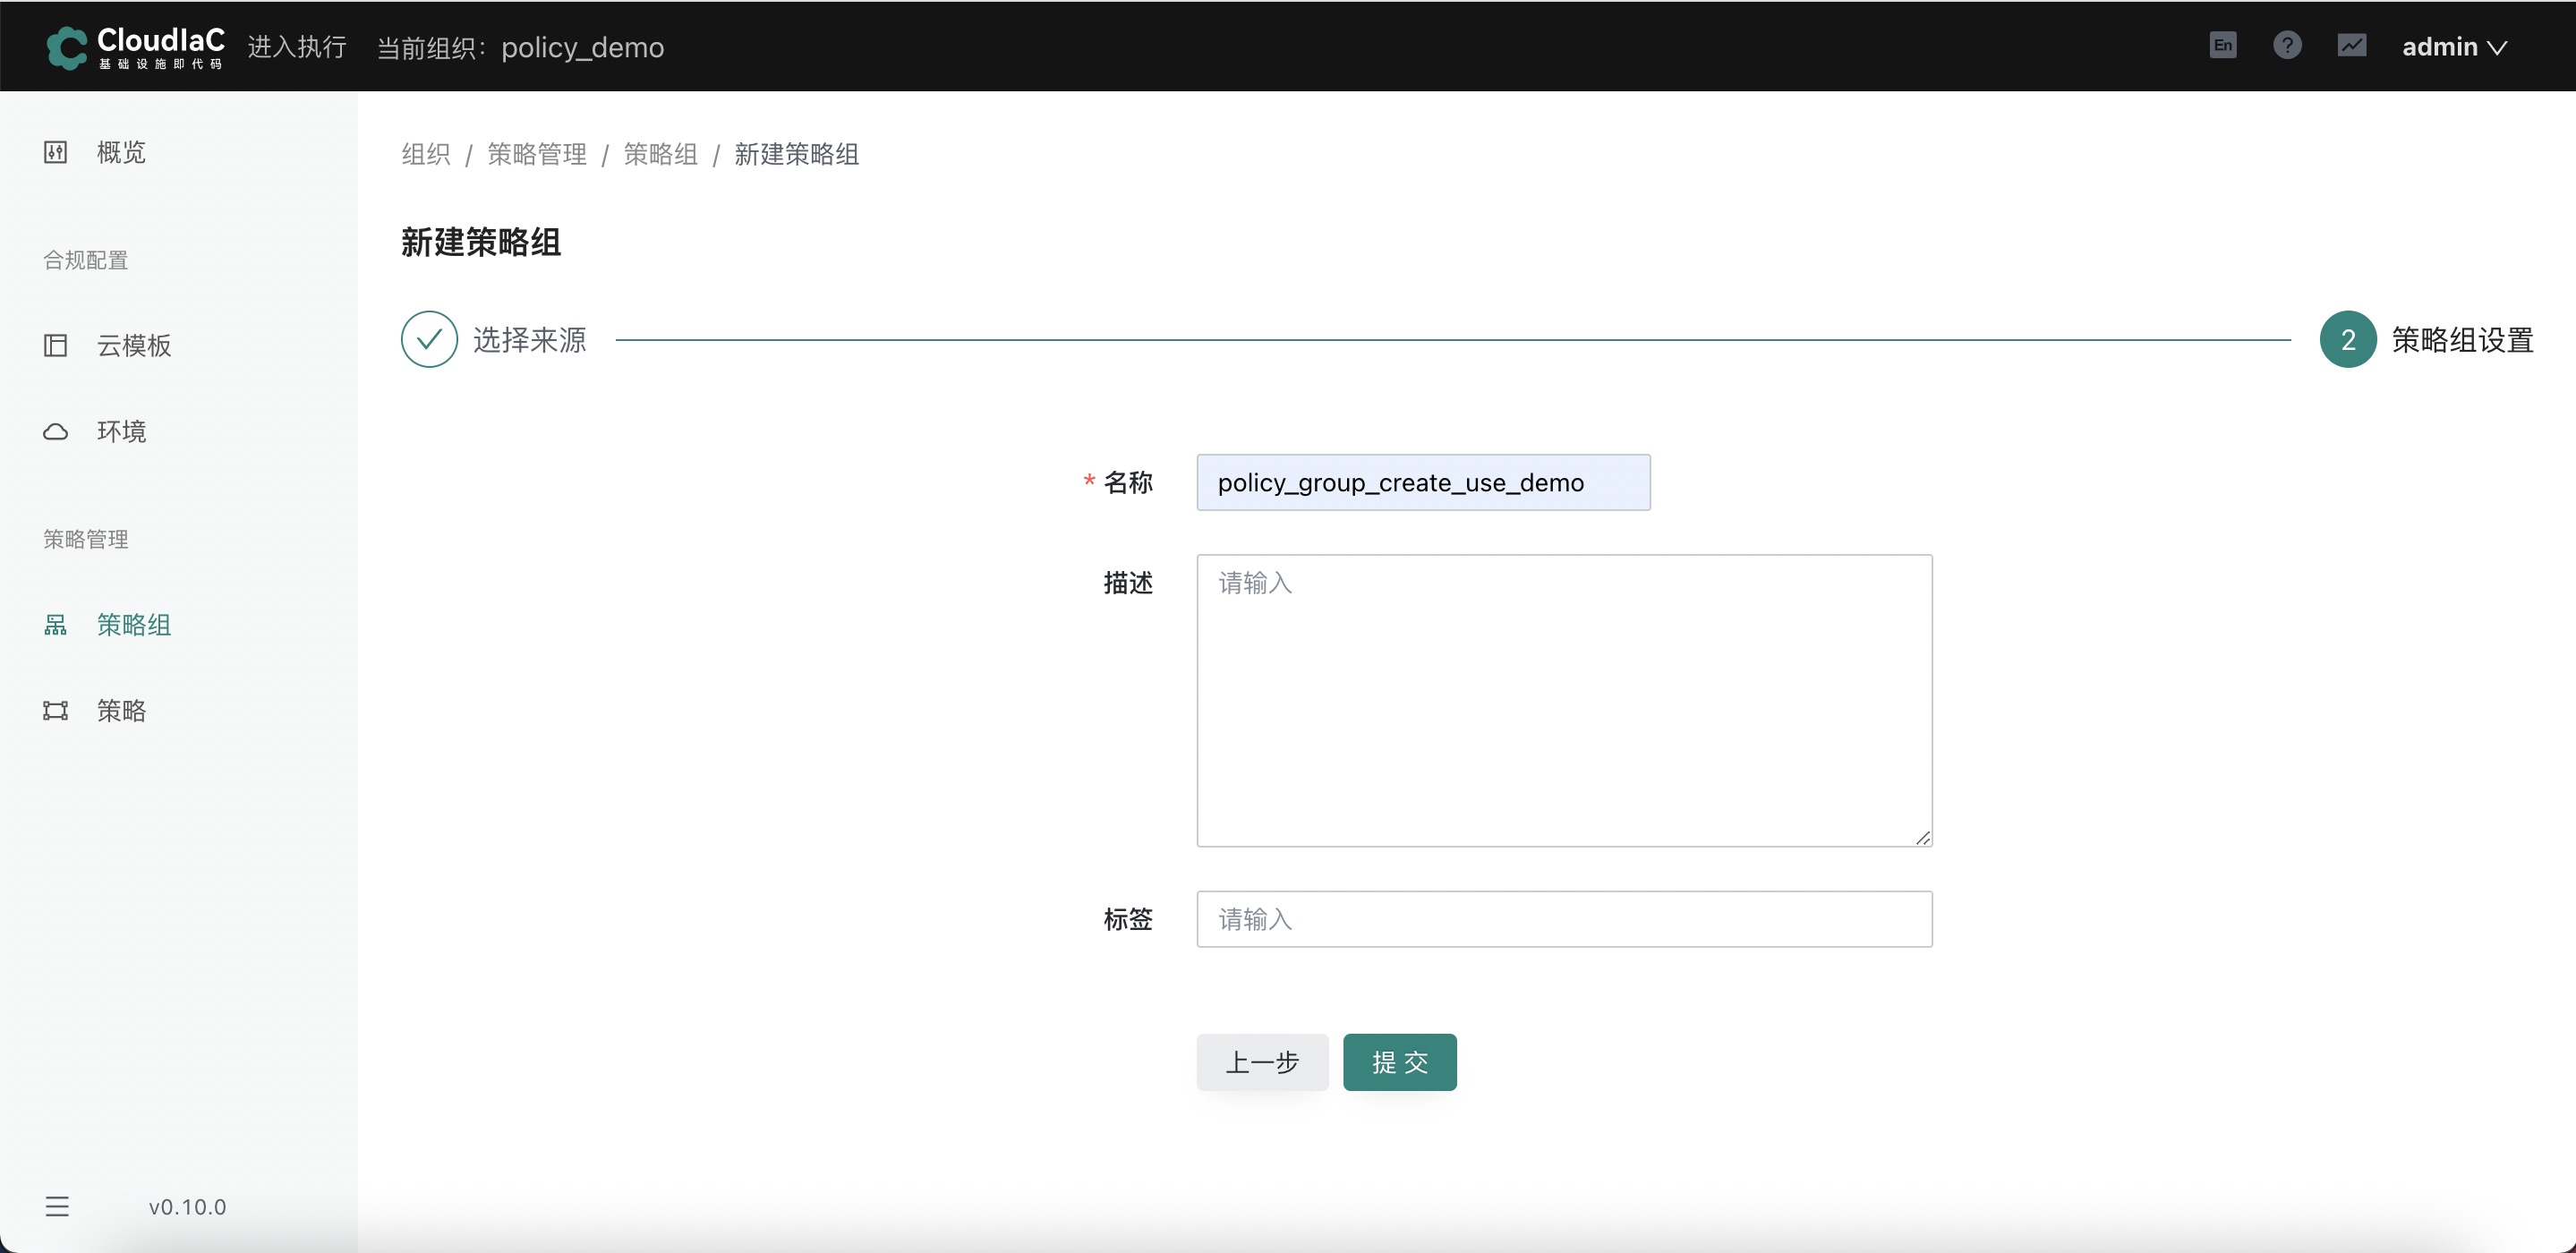 CloudIaC
基础设施即代码
进入执行
当前组织：policy_demo
En
?
admin
概览
合规配置
云模板
环境
策略管理
策略组
策略
v0.10.0
组织 / 策略管理 / 策略组 / 新建策略组
新建策略组
选择来源
2 策略组设置
* 名称 policy_group_create_use_demo
描述 请输入
标签 请输入
上一步 提 交